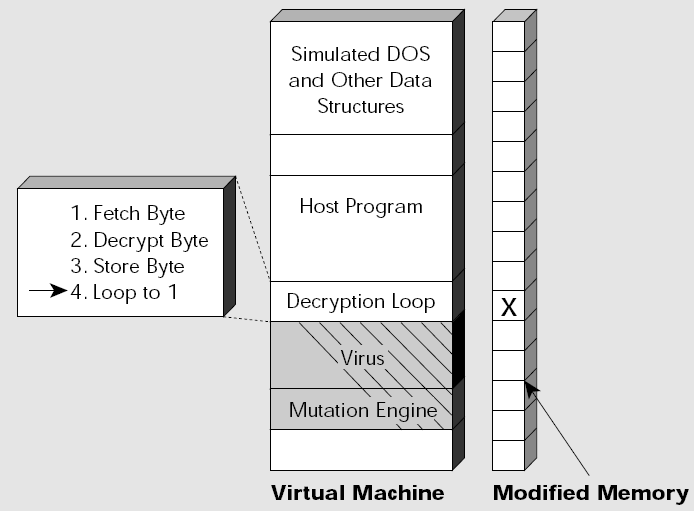 Simulated DOS
and Other Data
Structures
Host Program
1. Fetch Byte
2. Decrypt Byte
3. Store Byte
4. Loop to 1
Decryption Loop
X
Virus
Mutation Engine
Virtual Machine
Modified Memory